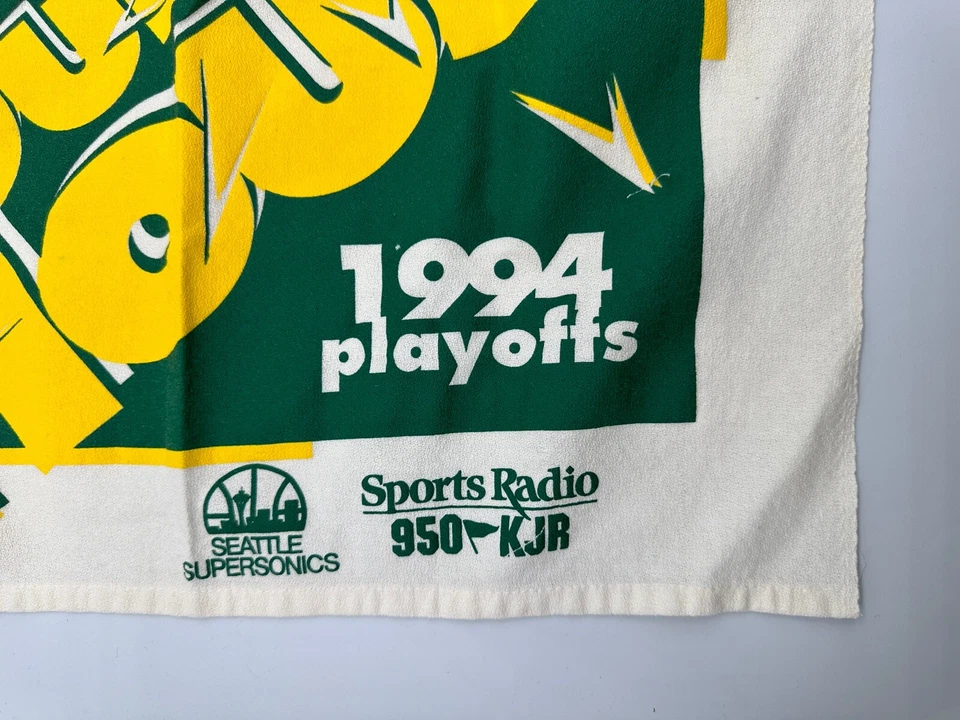 1994
playoffs
SEATTLE
SUPERSONICS
Sports Radio
950 KJR